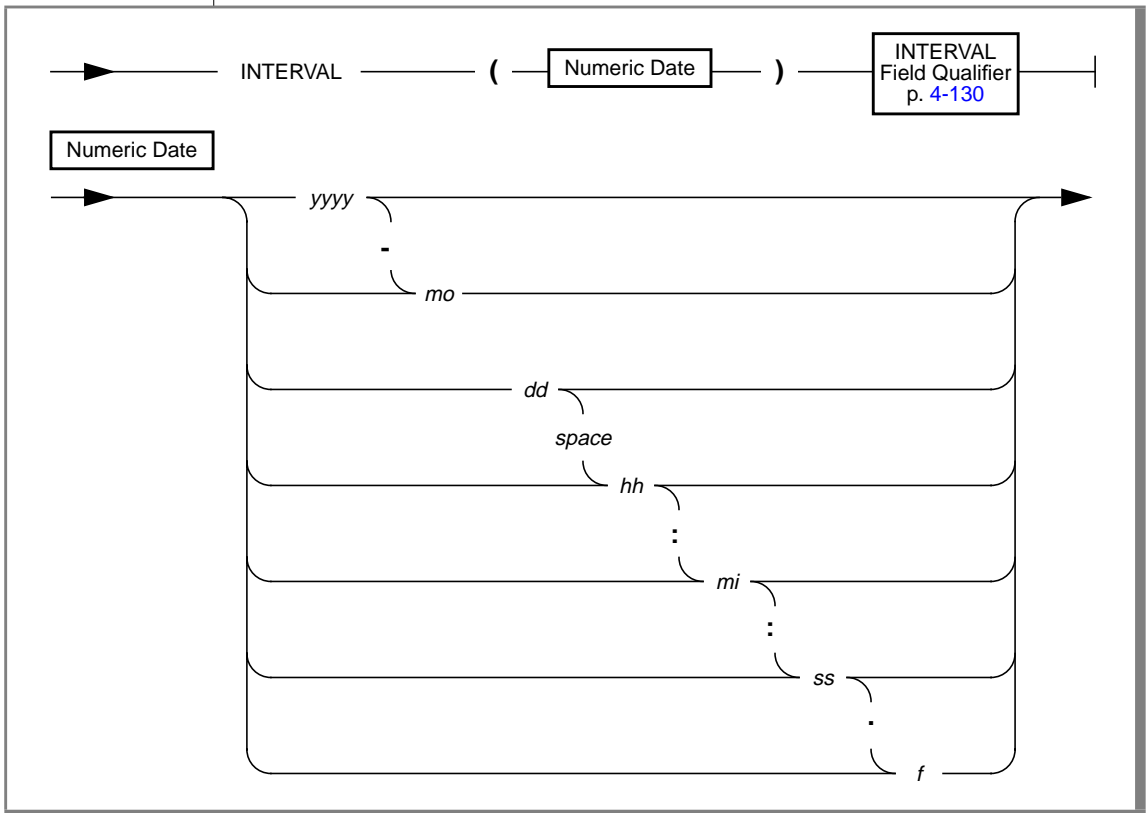 INTERVAL ( Numeric Date ) INTERVAL
Field Qualifier
p. 4-130
Numeric Date
yyyy
-
mo
dd
space
hh
:
mi
:
ss
.
f